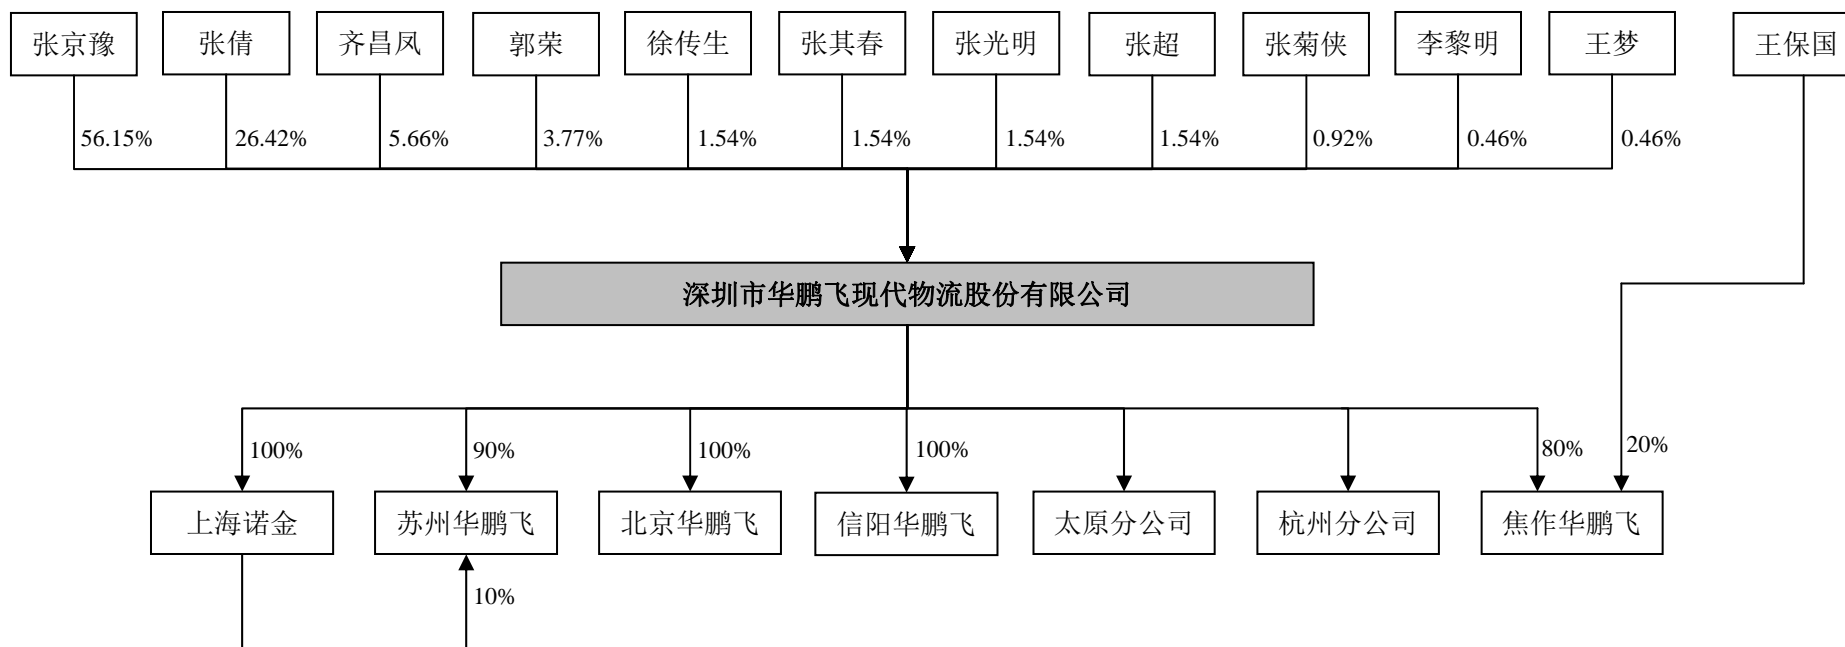 张京豫 张倩 齐昌凤 郭荣 徐传生 张其春 张光明 张超 张菊侠 李黎明 王梦 王保国
56.15% 26.42% 5.66% 3.77% 1.54% 1.54% 1.54% 1.54% 0.92% 0.46% 0.46%
深圳市华鹏飞现代物流股份有限公司
100% 90% 100% 100% 80% 20%
上海诺金 苏州华鹏飞 北京华鹏飞 信阳华鹏飞 太原分公司 杭州分公司 焦作华鹏飞
10%